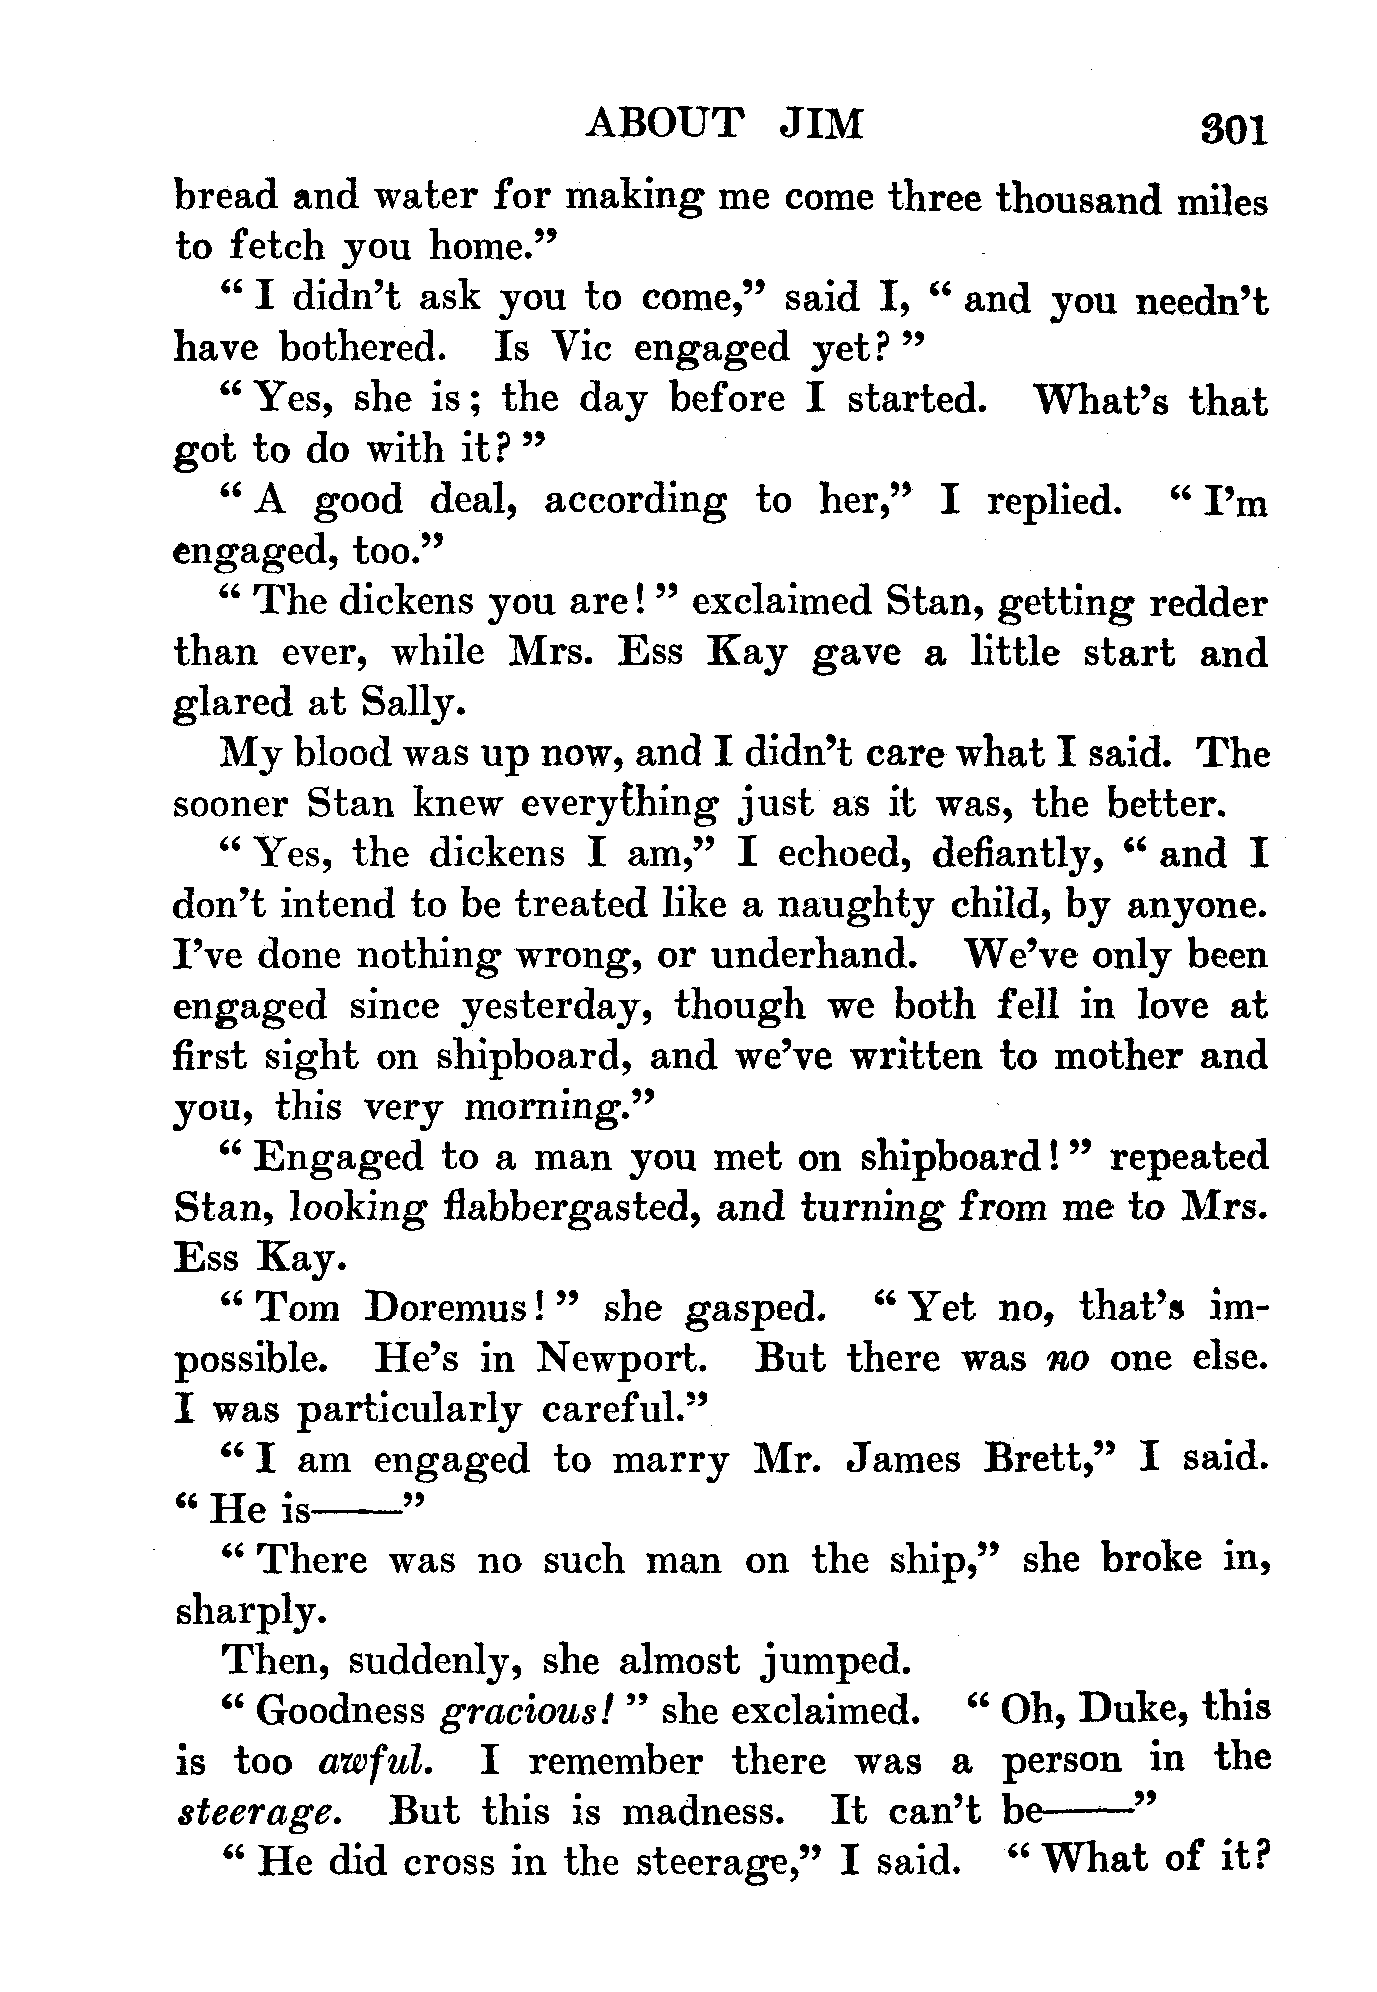 ABOUT JIM 301
bread and water for making me come three thousand miles
to fetch you home.”
“ I didn’t ask you to come,” said I, “ and you needn’t
have bothered. Is Vic engaged yet? ”
“ Yes, she is; the day before I started. What’s that
got to do with it? ”
“ A good deal, according to her,” I replied. “ I’m
engaged, too.”
“ The dickens you are! ” exclaimed Stan, getting redder
than ever, while Mrs. Ess Kay gave a little start and
glared at Sally.
My blood was up now, and I didn’t care what I said. The
sooner Stan knew everything just as it was, the better.
“ Yes, the dickens I am,” I echoed, defiantly, “ and I
don’t intend to be treated like a naughty child, by anyone.
I’ve done nothing wrong, or underhand. We’ve only been
engaged since yesterday, though we both fell in love at
first sight on shipboard, and we’ve written to mother and
you, this very morning.”
“ Engaged to a man you met on shipboard! ” repeated
Stan, looking flabbergasted, and turning from me to Mrs.
Ess Kay.
“ Tom Doremus! ” she gasped. “ Yet no, that’s im-
possible. He’s in Newport. But there was no one else.
I was particularly careful.”
“ I am engaged to marry Mr. James Brett,” I said.
“ He is——”
“ There was no such man on the ship,” she broke in,
sharply.
Then, suddenly, she almost jumped.
“ Goodness gracious! ” she exclaimed. “ Oh, Duke, this
is too awful. I remember there was a person in the
steerage. But this is madness. It can’t be——”
“ He did cross in the steerage,” I said. “ What of it?